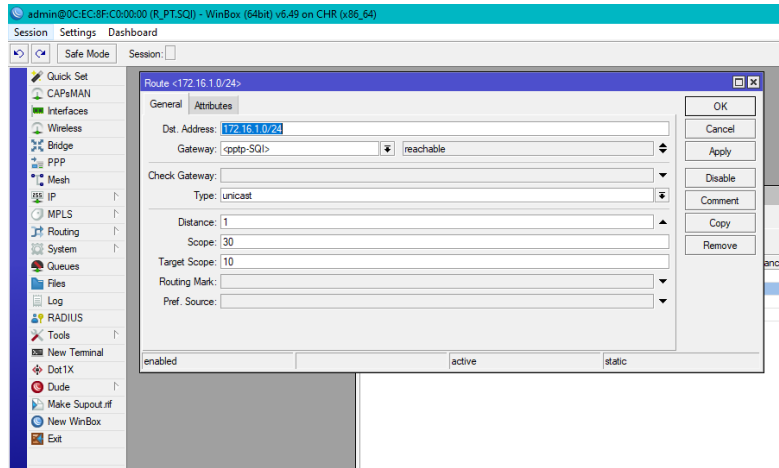 admin@0C:EC:8F:C0:00:00 (R_PT.SQI) - WinBox (64bit) v6.49 on CHR (x86_64)
Session Settings Dashboard
Safe Mode Session:
Quick Set
CAPsMAN
Interfaces
Wireless
Bridge
PPP
Mesh
IP
MPLS
Routing
System
Queues
Files
Log
RADIUS
Tools
New Terminal
Dot1X
Dude
Make Supout.rif
New WinBox
Exit
Route <172.16.1.0/24>
General Attributes
Dst. Address: 172.16.1.0/24
Gateway: <pptp-SQI> reachable
Check Gateway:
Type: unicast
Distance: 1
Scope: 30
Target Scope: 10
Routing Mark:
Pref. Source:
enabled active static
OK
Cancel
Apply
Disable
Comment
Copy
Remove